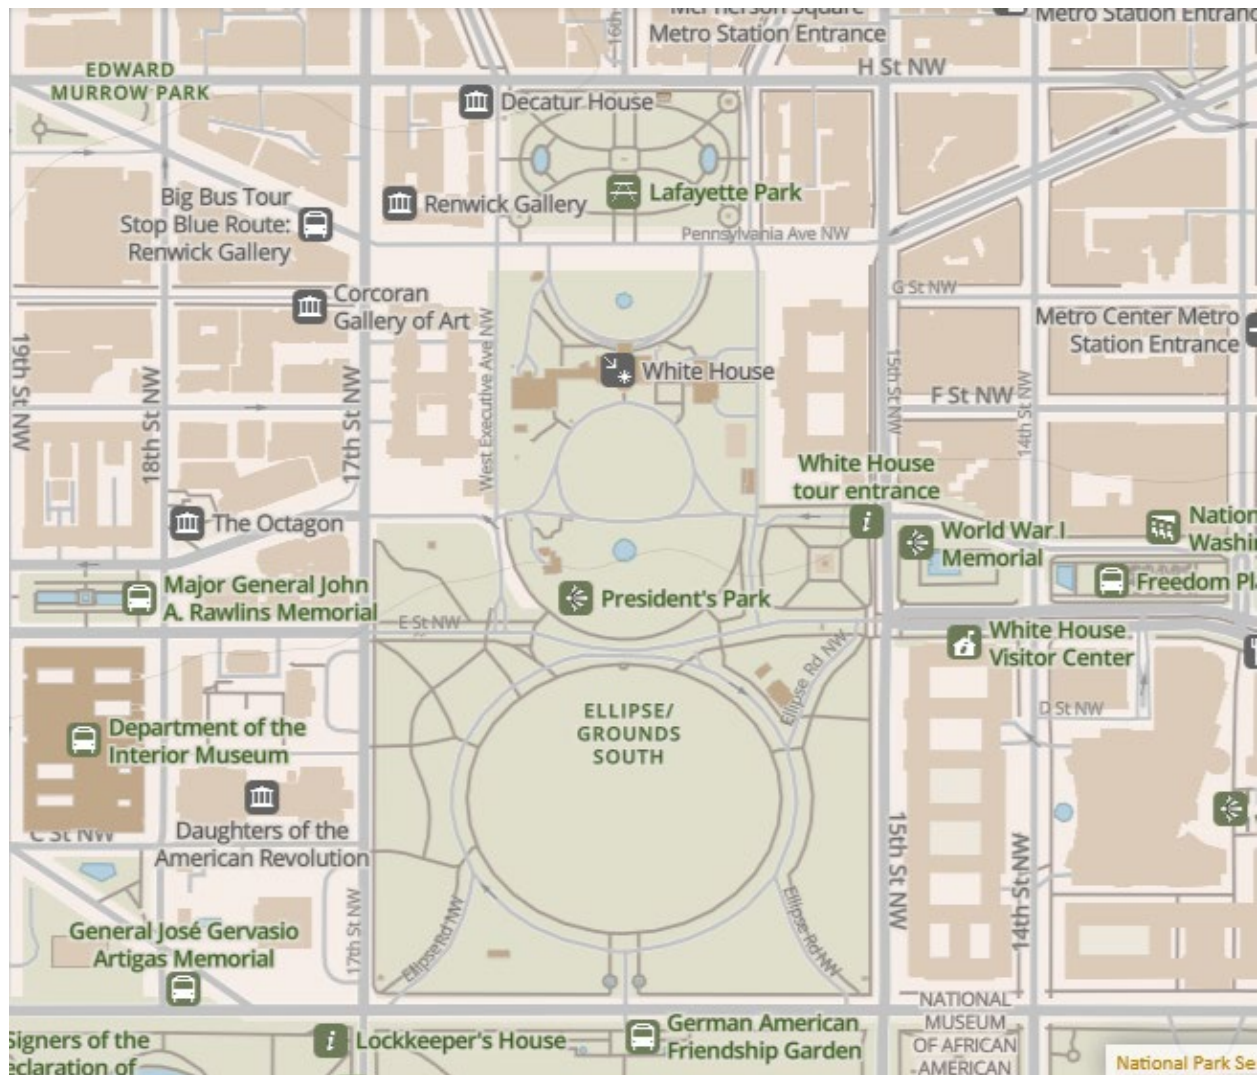 McPherson Square
Metro Station Entrance
Metro Station Entranc
16th
H St NW
EDWARD
MURROW PARK
Decatur House
Lafayette Park
Big Bus Tour
Stop Blue Route:
Renwick Gallery
Renwick Gallery
Pennsylvania Ave NW
G St NW
Corcoran
Gallery of Art
Metro Center Metro
Station Entrance
19th St NW
18th St NW
17th St NW
West Executive Ave NW
White House
15th St NW
F St NW
14th St NW
White House
tour entrance
The Octagon
World War I
Memorial
Nation
Washi
Major General John
A. Rawlins Memorial
President's Park
Freedom Pla
E St NW
White House
Visitor Center
Ellipse Rd NW
D St NW
ELLIPSE/
GROUNDS
SOUTH
Department of the
Interior Museum
C St NW
Daughters of the
American Revolution
15th St NW
14th St NW
17th St NW
Ellipse Rd NW
Ellipse Rd NW
General José Gervasio
Artigas Memorial
NATIONAL
MUSEUM
OF AFRICAN
AMERICAN
Signers of the
eclaration of
Lockkeeper's House
German American
Friendship Garden
National Park Se